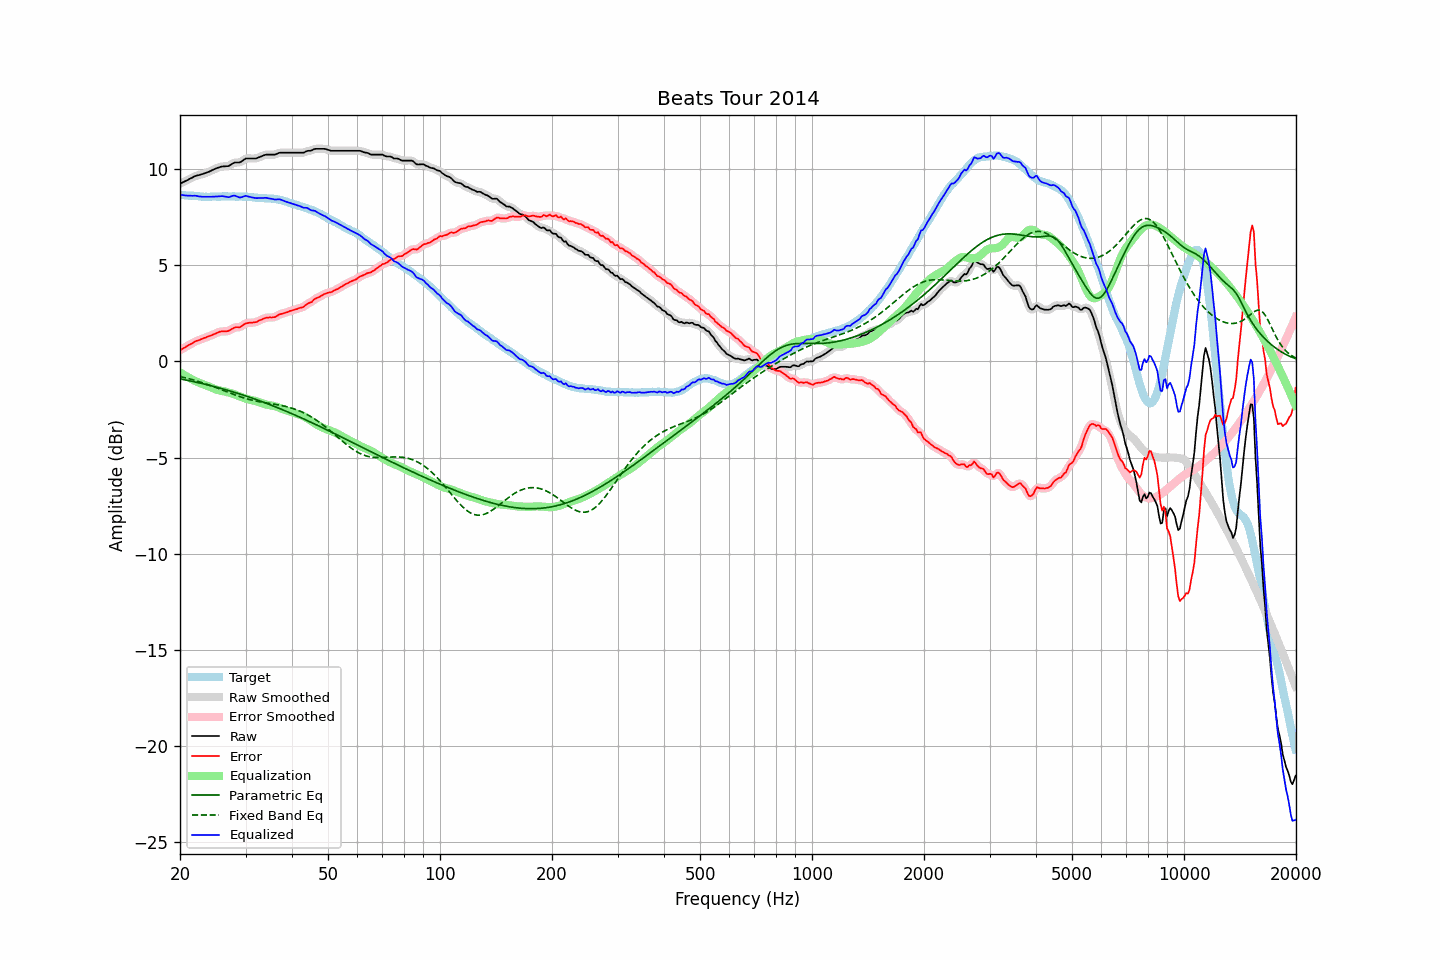 Beats Tour 2014
Amplitude (dBr)
10
5
0
−5
−10
−15
−20
−25
Target
Raw Smoothed
Error Smoothed
Raw
Error
Equalization
Parametric Eq
Fixed Band Eq
Equalized
20 50 100 200 500 1000 2000 5000 10000 20000
Frequency (Hz)